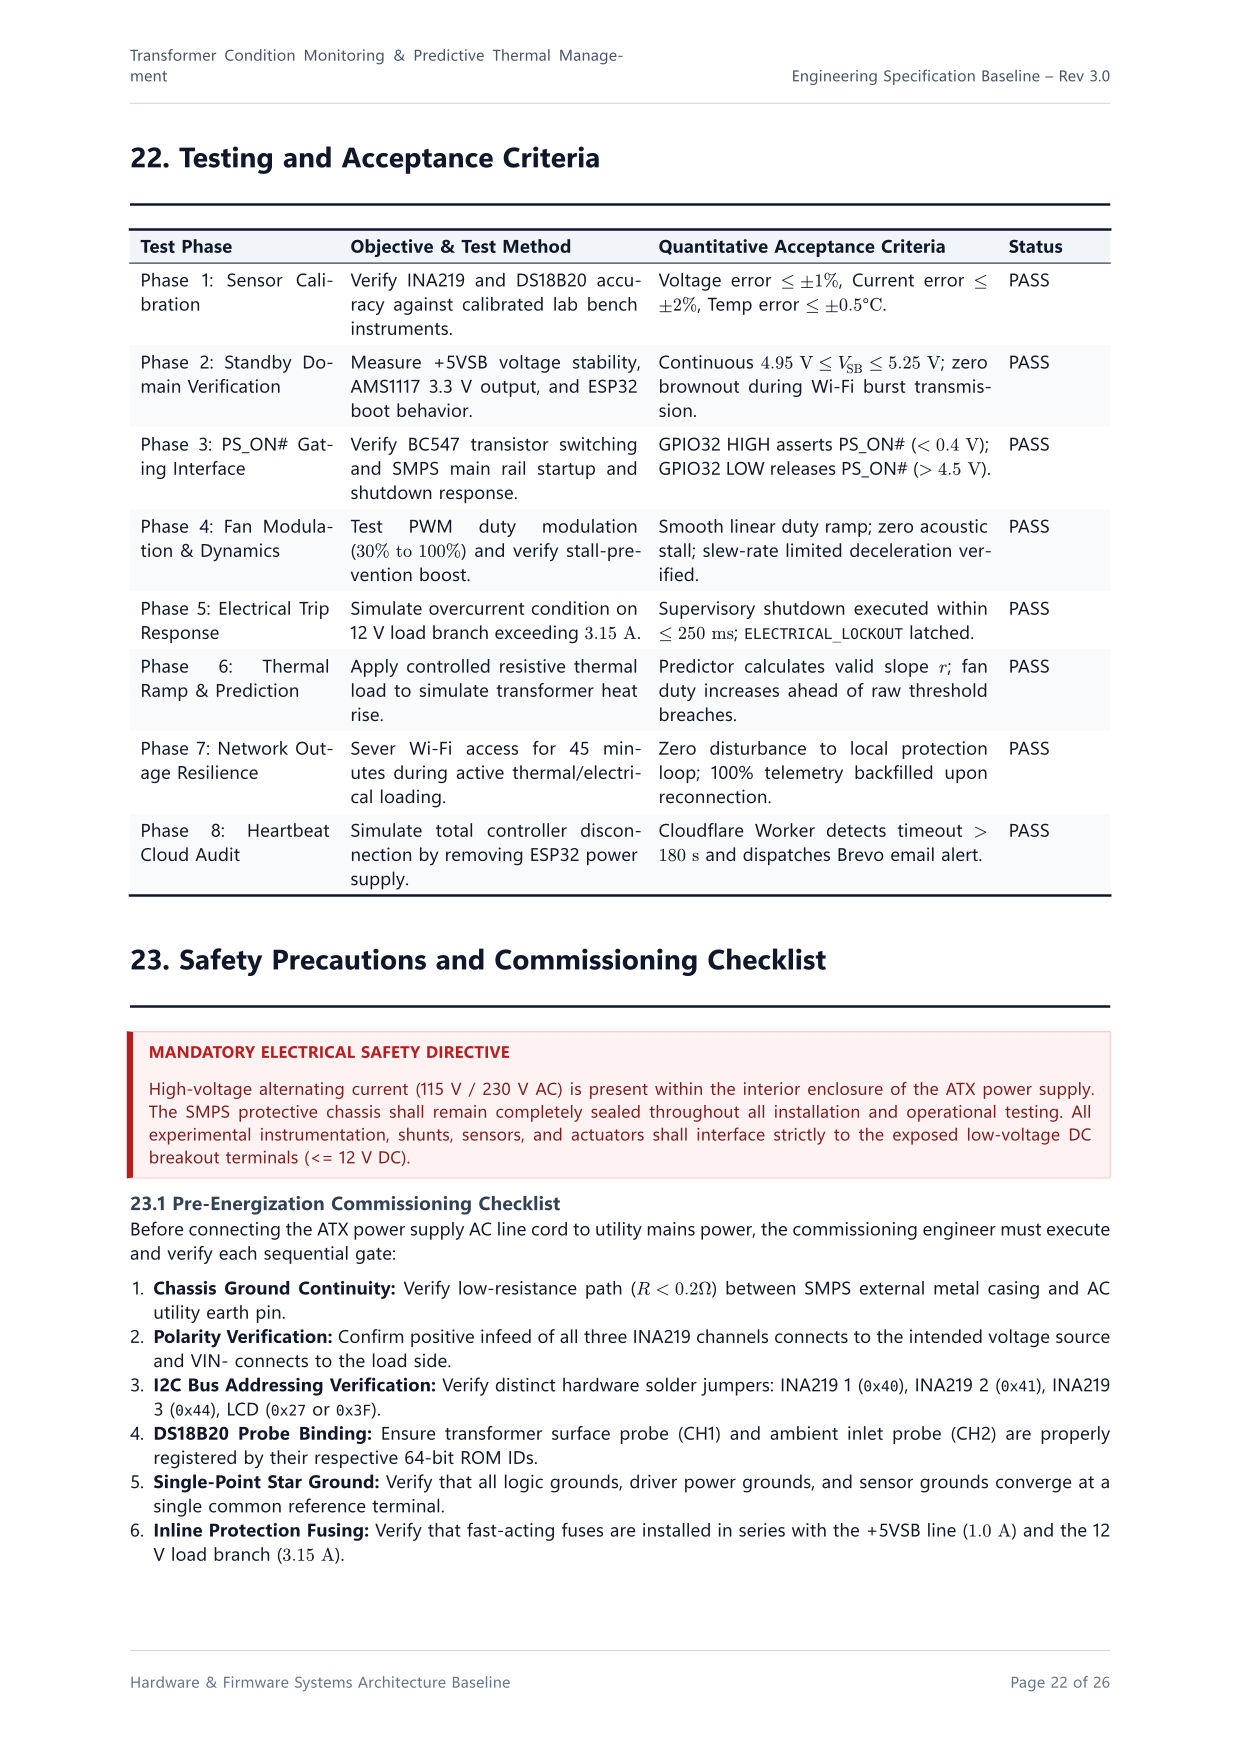 Transformer Condition Monitoring & Predictive Thermal Manage-
ment
Engineering Specification Baseline – Rev 3.0
22. Testing and Acceptance Criteria
Test Phase Objective & Test Method Quantitative Acceptance Criteria Status
Phase 1: Sensor Cali-
bration
Verify INA219 and DS18B20 accu-
racy against calibrated lab bench
instruments.
Voltage error ≤ ±1%, Current error ≤
±2%, Temp error ≤ ±0.5°C.
PASS
Phase 2: Standby Do-
main Verification
Measure +5VSB voltage stability,
AMS1117 3.3 V output, and ESP32
boot behavior.
Continuous 4.95 V ≤ V_SB ≤ 5.25 V; zero
brownout during Wi-Fi burst transmis-
sion.
PASS
Phase 3: PS_ON# Gat-
ing Interface
Verify BC547 transistor switching
and SMPS main rail startup and
shutdown response.
GPIO32 HIGH asserts PS_ON# (< 0.4 V);
GPIO32 LOW releases PS_ON# (> 4.5 V).
PASS
Phase 4: Fan Modula-
tion & Dynamics
Test PWM duty modulation
(30% to 100%) and verify stall-pre-
vention boost.
Smooth linear duty ramp; zero acoustic
stall; slew-rate limited deceleration ver-
ified.
PASS
Phase 5: Electrical Trip
Response
Simulate overcurrent condition on
12 V load branch exceeding 3.15 A.
Supervisory shutdown executed within
≤ 250 ms; ELECTRICAL_LOCKOUT latched.
PASS
Phase 6: Thermal
Ramp & Prediction
Apply controlled resistive thermal
load to simulate transformer heat
rise.
Predictor calculates valid slope r; fan
duty increases ahead of raw threshold
breaches.
PASS
Phase 7: Network Out-
age Resilience
Sever Wi-Fi access for 45 min-
utes during active thermal/electri-
cal loading.
Zero disturbance to local protection
loop; 100% telemetry backfilled upon
reconnection.
PASS
Phase 8: Heartbeat
Cloud Audit
Simulate total controller discon-
nection by removing ESP32 power
supply.
Cloudflare Worker detects timeout >
180 s and dispatches Brevo email alert.
PASS
23. Safety Precautions and Commissioning Checklist
MANDATORY ELECTRICAL SAFETY DIRECTIVE
High-voltage alternating current (115 V / 230 V AC) is present within the interior enclosure of the ATX power supply.
The SMPS protective chassis shall remain completely sealed throughout all installation and operational testing. All
experimental instrumentation, shunts, sensors, and actuators shall interface strictly to the exposed low-voltage DC
breakout terminals (<= 12 V DC).
23.1 Pre-Energization Commissioning Checklist
Before connecting the ATX power supply AC line cord to utility mains power, the commissioning engineer must execute
and verify each sequential gate:
1. Chassis Ground Continuity: Verify low-resistance path (R < 0.2Ω) between SMPS external metal casing and AC
utility earth pin.
2. Polarity Verification: Confirm positive infeed of all three INA219 channels connects to the intended voltage source
and VIN- connects to the load side.
3. I2C Bus Addressing Verification: Verify distinct hardware solder jumpers: INA219 1 (0x40), INA219 2 (0x41), INA219
3 (0x44), LCD (0x27 or 0x3F).
4. DS18B20 Probe Binding: Ensure transformer surface probe (CH1) and ambient inlet probe (CH2) are properly
registered by their respective 64-bit ROM IDs.
5. Single-Point Star Ground: Verify that all logic grounds, driver power grounds, and sensor grounds converge at a
single common reference terminal.
6. Inline Protection Fusing: Verify that fast-acting fuses are installed in series with the +5VSB line (1.0 A) and the 12
V load branch (3.15 A).
Hardware & Firmware Systems Architecture Baseline
Page 22 of 26